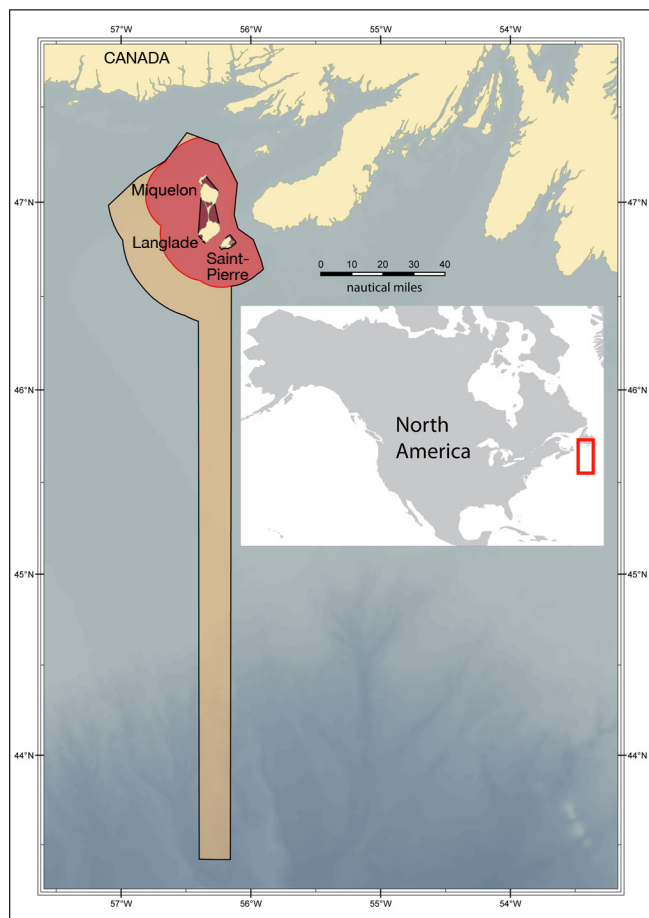 57°W 56°W 55°W 54°W
CANADA
47°N 47°N
Miquelon
Langlade
Saint-
Pierre
0 10 20 30 40
nautical miles
46°N 46°N
North
America
45°N 45°N
44°N 44°N
57°W 56°W 55°W 54°W